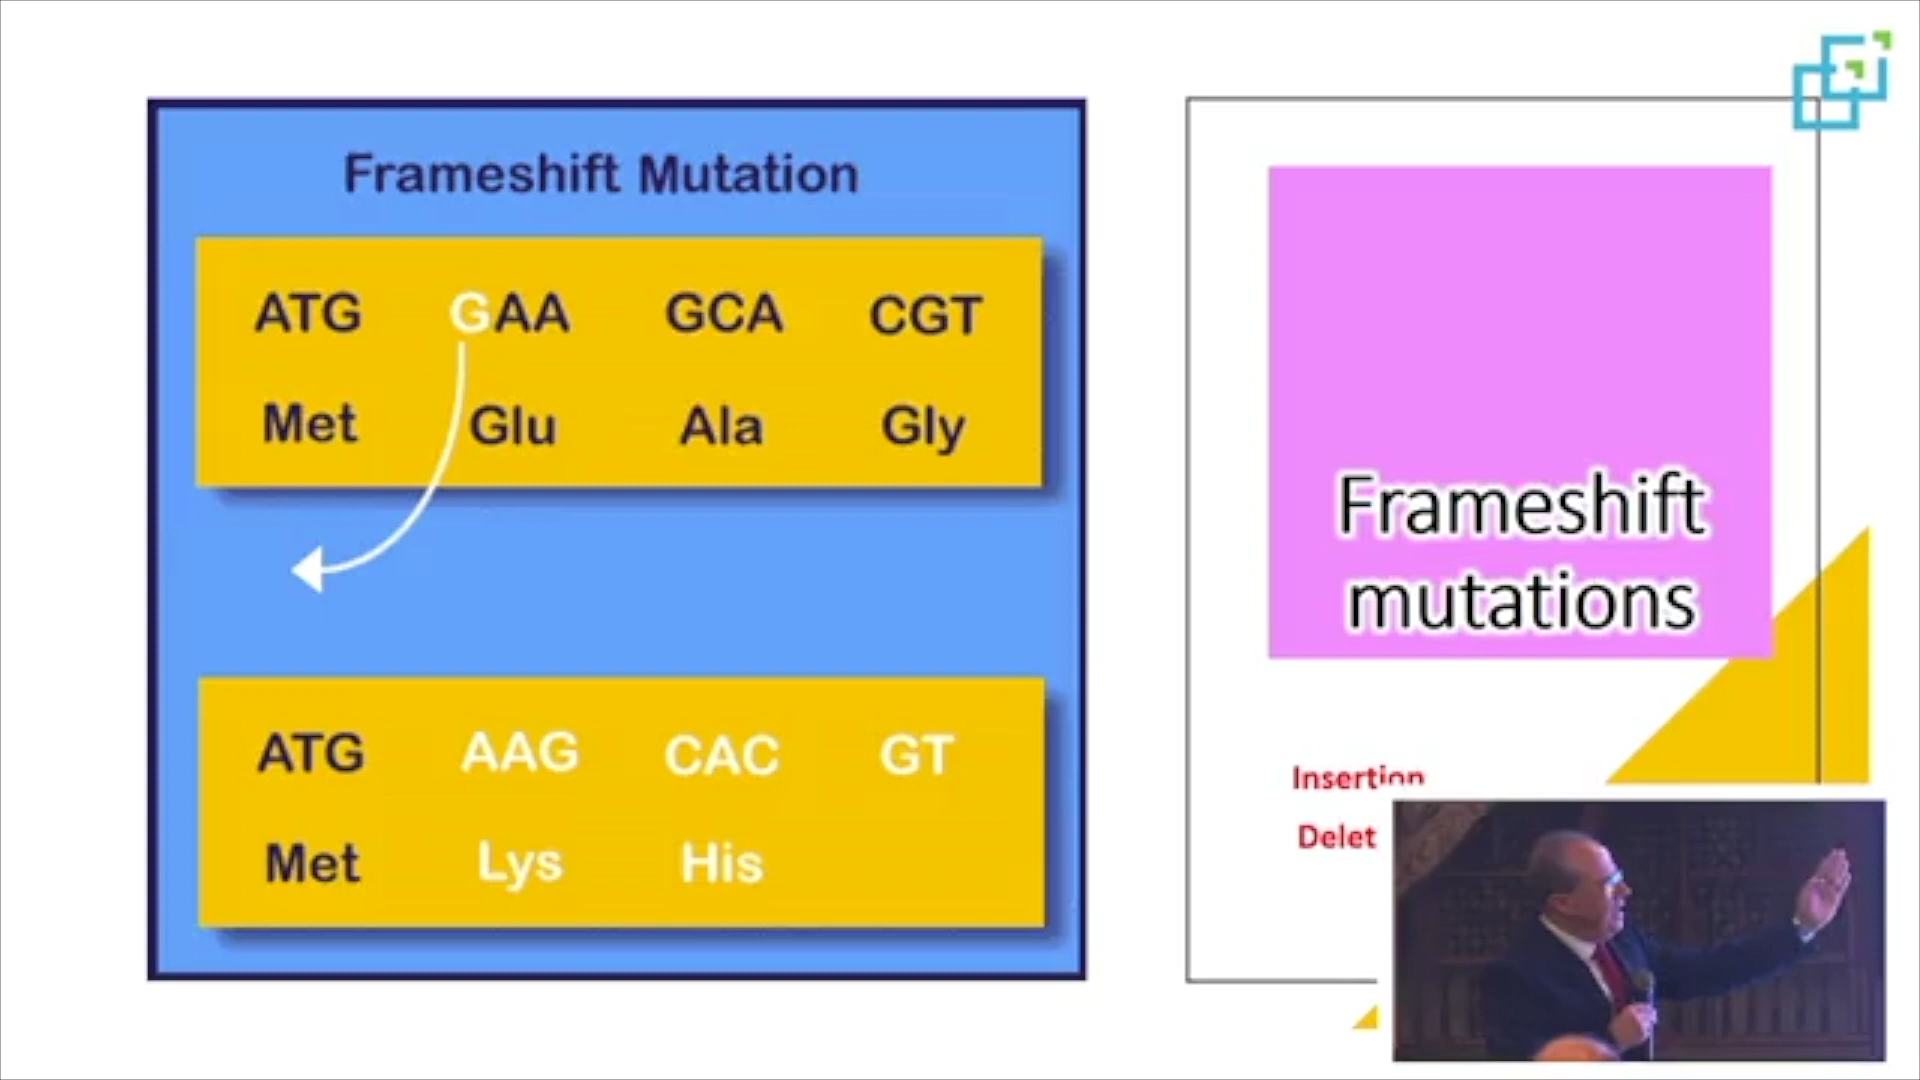 Frameshift Mutation
ATG GAA GCA CGT
Met Glu Ala Gly
ATG AAG CAC GT
Met Lys His
Frameshift
mutations
Insertion
Delet